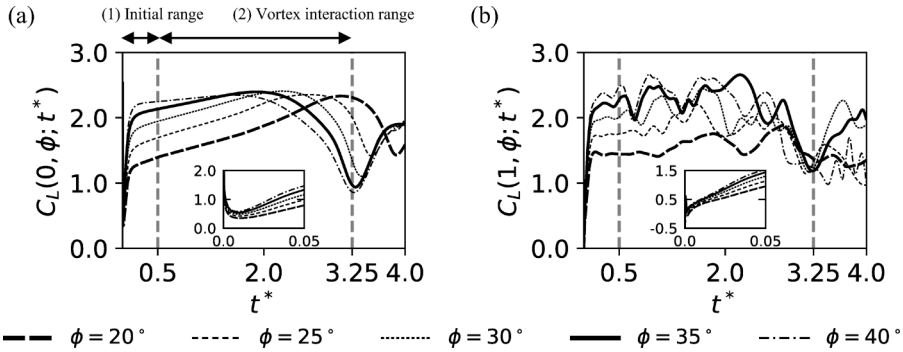 (a) (1) Initial range (2) Vortex interaction range (b)
3.0 3.0
2.0 2.0
1.0 1.0
0.0 0.0
C_L(0, ϕ; t*) C_L(1, ϕ; t*)
2.0 1.5
1.0 0.5
0.0 -0.5
0.0 0.05 0.0 0.05
0.5 2.0 3.25 4.0 0.5 2.0 3.25 4.0
t* t*
ϕ = 20° ϕ = 25° ϕ = 30° ϕ = 35° ϕ = 40°